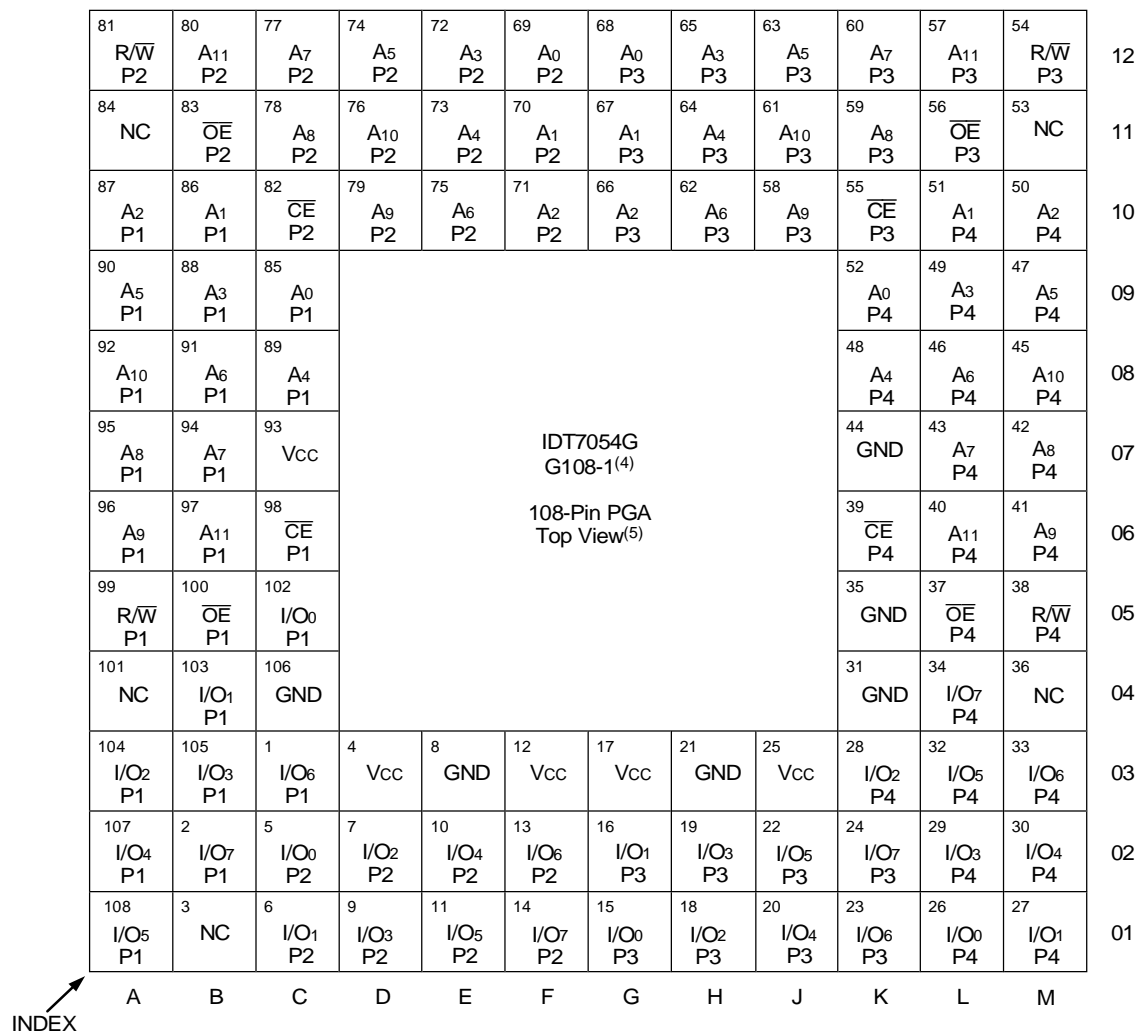 81 80 77 74 72 69 68 65 63 60 57 54
R/W̅ A11 A7 A5 A3 A0 A0 A3 A5 A7 A11 R/W̅ 12
P2 P2 P2 P2 P2 P2 P3 P3 P3 P3 P3 P3
84 83 78 76 73 70 67 64 61 59 56 53
NC O̅E̅ A8 A10 A4 A1 A1 A4 A10 A8 O̅E̅ NC 11
P2 P2 P2 P2 P2 P3 P3 P3 P3 P3
87 86 82 79 75 71 66 62 58 55 51 50
A2 A1 C̅E̅ A9 A6 A2 A2 A6 A9 C̅E̅ A1 A2 10
P1 P1 P2 P2 P2 P2 P3 P3 P3 P3 P4 P4
90 88 85 52 49 47
A5 A3 A0 A0 A3 A5 09
P1 P1 P1 P4 P4 P4
92 91 89 48 46 45
A10 A6 A4 A4 A6 A10 08
P1 P1 P1 P4 P4 P4
95 94 93 44 43 42
A8 A7 VCC IDT7054G GND A7 A8 07
P1 P1 G108-1(4) P4 P4
96 97 98 39 40 41
A9 A11 C̅E̅ 108-Pin PGA C̅E̅ A11 A9 06
P1 P1 P1 Top View(5) P4 P4 P4
99 100 102 35 37 38
R/W̅ O̅E̅ I/O0 GND O̅E̅ R/W̅ 05
P1 P1 P1 P4 P4
101 103 106 31 34 36
NC I/O1 GND GND I/O7 NC 04
P1 P4
104 105 1 4 8 12 17 21 25 28 32 33
I/O2 I/O3 I/O6 VCC GND VCC VCC GND VCC I/O2 I/O5 I/O6 03
P1 P1 P1 P4 P4 P4
107 2 5 7 10 13 16 19 22 24 29 30
I/O4 I/O7 I/O0 I/O2 I/O4 I/O6 I/O1 I/O3 I/O5 I/O7 I/O3 I/O4 02
P1 P1 P2 P2 P2 P2 P3 P3 P3 P3 P4 P4
108 3 6 9 11 14 15 18 20 23 26 27
I/O5 NC I/O1 I/O3 I/O5 I/O7 I/O0 I/O2 I/O4 I/O6 I/O0 I/O1 01
P1 P2 P2 P2 P2 P3 P3 P3 P3 P4 P4
A B C D E F G H J K L M
INDEX